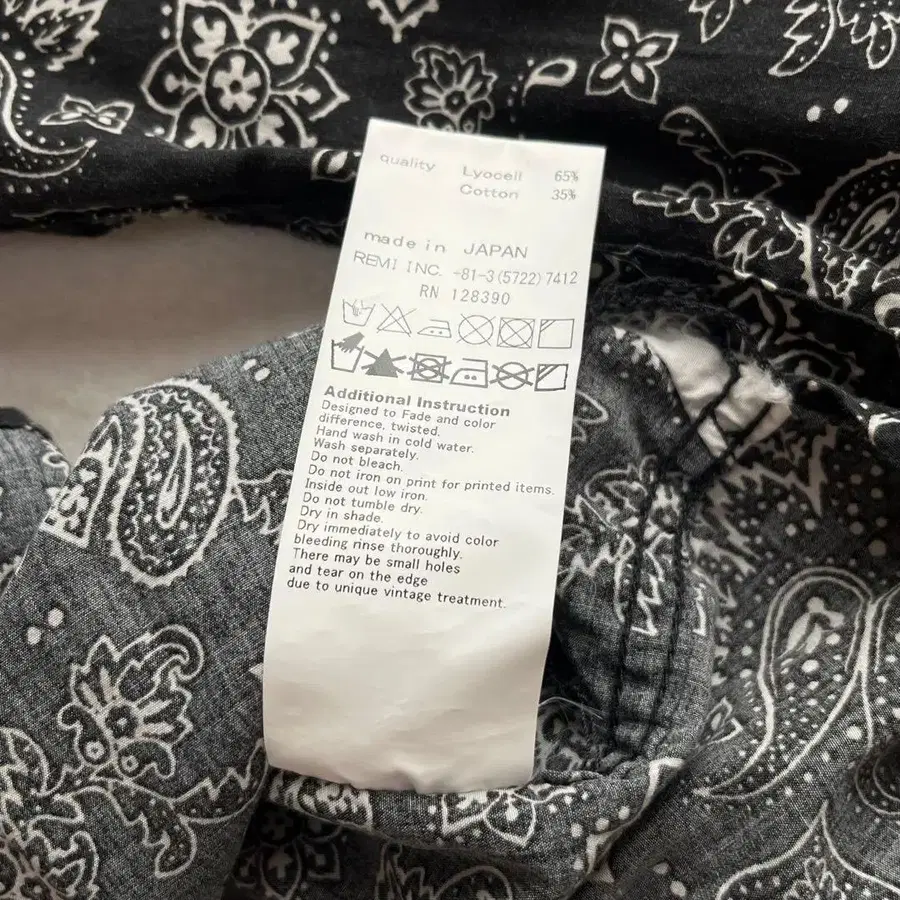 quality Lyocell 65%
Cotton 35%
made in JAPAN
REMI INC. -81-3(5722)7412
RN 128390
Additional Instruction
Designed to Fade and color
difference, twisted.
Hand wash in cold water.
Wash separately.
Do not bleach.
Do not iron on print for printed items.
Inside out low iron.
Do not tumble dry.
Dry in shade.
Dry immediately to avoid color
bleeding rinse thoroughly.
There may be small holes
and tear on the edge
due to unique vintage treatment.